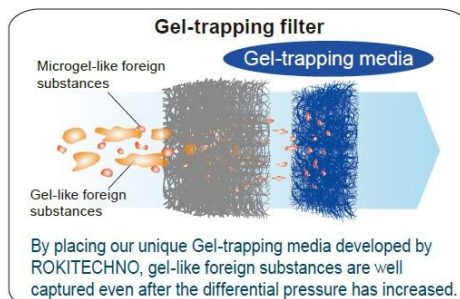 Gel-trapping filter
Gel-trapping media
Microgel-like foreign
substances
Gel-like foreign
substances
By placing our unique Gel-trapping media developed by
ROKITECHNO, gel-like foreign substances are well
captured even after the differential pressure has increased.